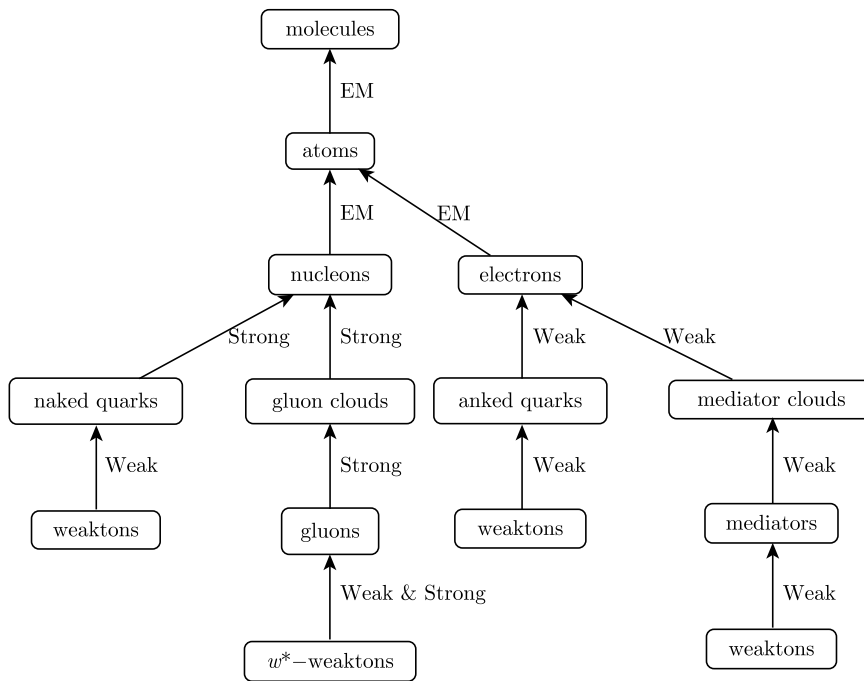 molecules
EM
atoms
EM
EM
nucleons
electrons
Strong
Strong
Weak
Weak
naked quarks
gluon clouds
anked quarks
mediator clouds
Weak
Strong
Weak
Weak
weaktons
gluons
weaktons
mediators
Weak & Strong
Weak
w*−weaktons
weaktons